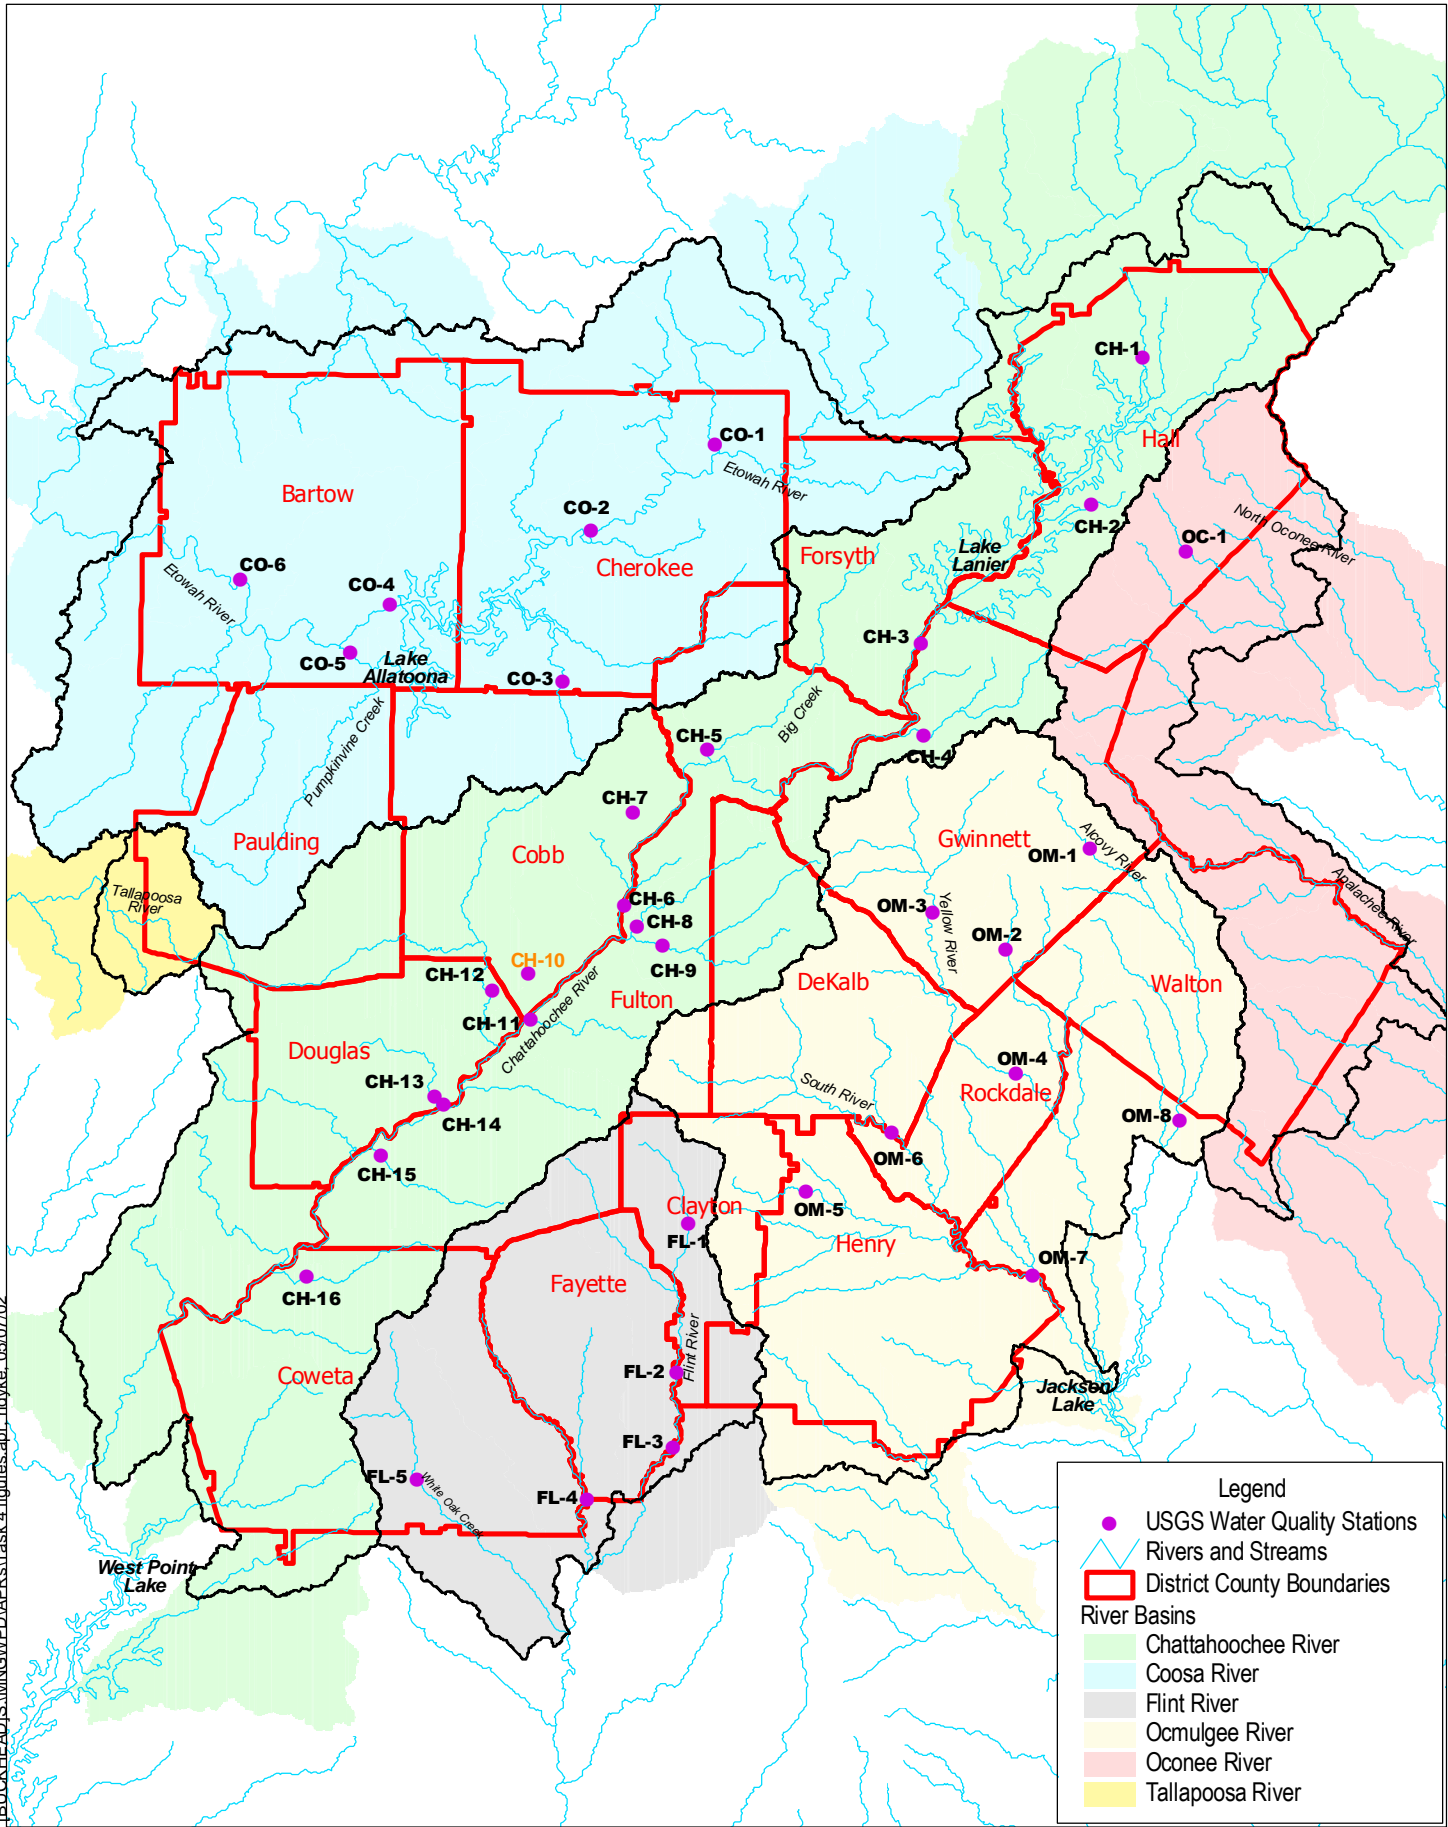 CH-1
Hall
CO-1
Etowah River
Bartow
CO-2
CH-2
North Oconee River
OC-1
Forsyth
Lake
Lanier
Cherokee
CO-6
Etowah River
CO-4
CH-3
CO-5
Lake
Allatoona
CO-3
Big Creek
Pumpkinvine Creek
CH-5
CH-4
CH-7
Paulding
Cobb
Gwinnett
OM-1
Alcovy River
Tallapoosa
River
Apalachee River
CH-6
CH-8
OM-3
Yellow River
OM-2
CH-9
CH-10
CH-12
DeKalb
Walton
Fulton
CH-11
Chattahoochee River
Douglas
OM-4
Rockdale
CH-13
South River
CH-14
OM-8
OM-6
CH-15
Clayton
OM-5
FL-1
Henry
OM-7
Fayette
CH-16
Flint River
FL-2
Coweta
Jackson
Lake
FL-3
FL-5
White Oak Creek
FL-4
West Point
Lake
Legend
USGS Water Quality Stations
Rivers and Streams
District County Boundaries
River Basins
Chattahoochee River
Coosa River
Flint River
Ocmulgee River
Oconee River
Tallapoosa River